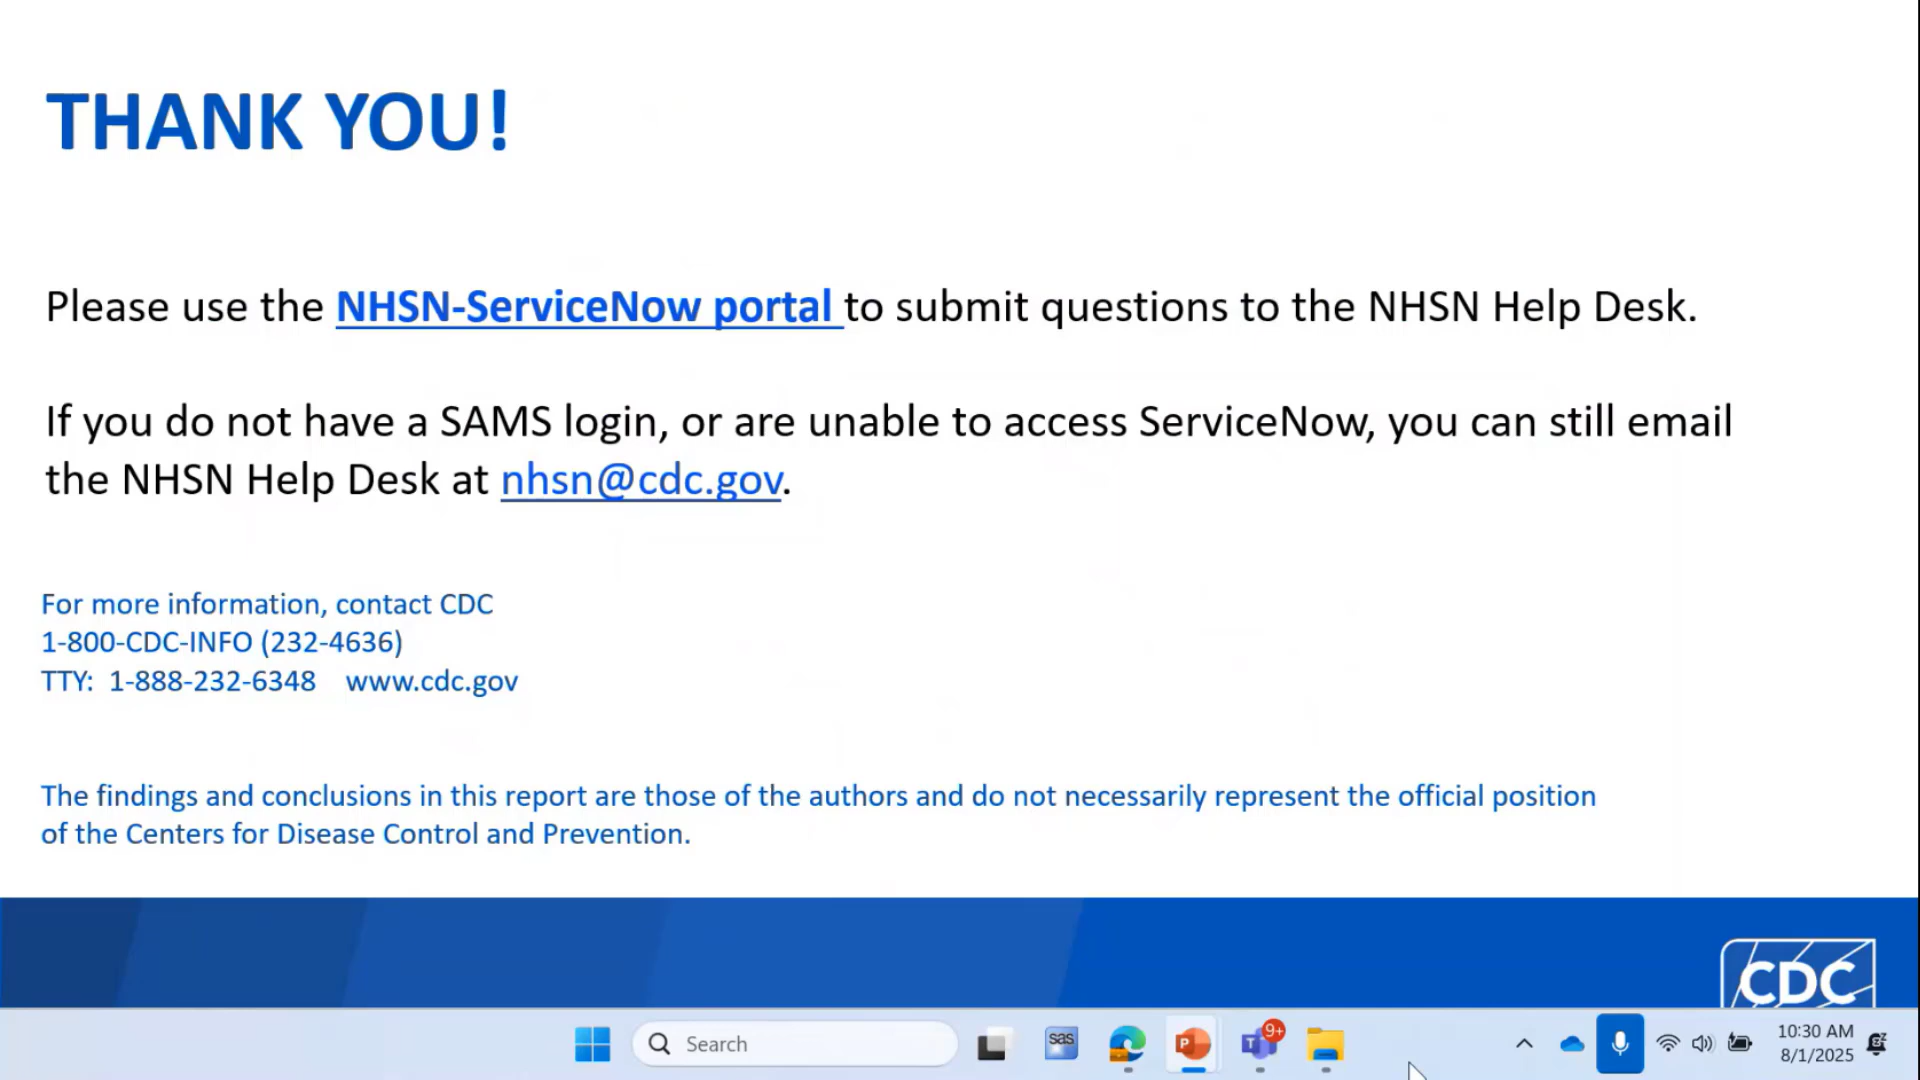 THANK YOU!
Please use the NHSN-ServiceNow portal to submit questions to the NHSN Help Desk.
If you do not have a SAMS login, or are unable to access ServiceNow, you can still email
the NHSN Help Desk at nhsn@cdc.gov.
For more information, contact CDC
1-800-CDC-INFO (232-4636)
TTY: 1-888-232-6348 www.cdc.gov
The findings and conclusions in this report are those of the authors and do not necessarily represent the official position
of the Centers for Disease Control and Prevention.
CDC
Search
sas
P
T
9+
10:30 AM
8/1/2025